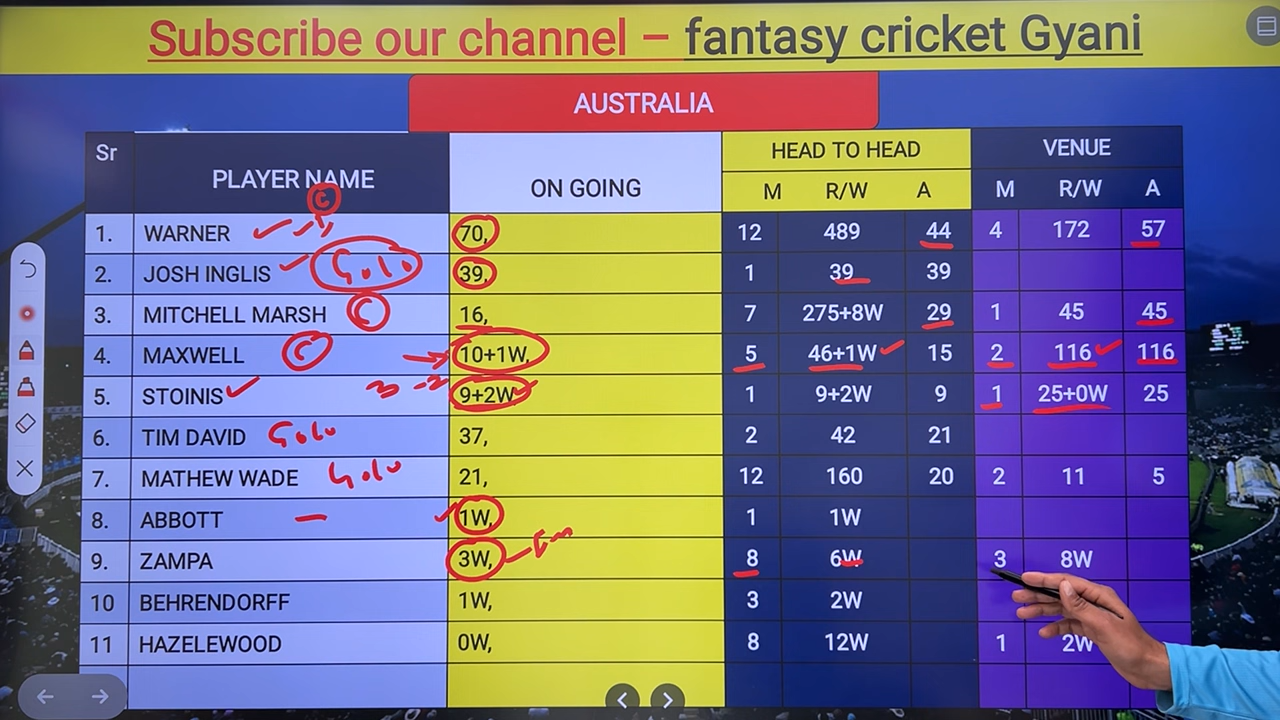 Subscribe our channel – fantasy cricket Gyani
AUSTRALIA
Sr PLAYER NAME ON GOING HEAD TO HEAD VENUE
M R/W A M R/W A
C
1. WARNER 70, 12 489 44 4 172 57
2. JOSH INGLIS 39, 1 39 39
3. MITCHELL MARSH C 16, 7 275+8W 29 1 45 45
4. MAXWELL C 10+1W, 5 46+1W 15 2 116 116
3 -2
5. STOINIS 9+2W 1 9+2W 9 1 25+0W 25
6. TIM DAVID 37, 2 42 21
7. MATHEW WADE 21, 12 160 20 2 11 5
8. ABBOTT 1W, 1 1W
9. ZAMPA 3W, 8 6W 3 8W
10 BEHRENDORFF 1W, 3 2W
11 HAZELEWOOD 0W, 8 12W 1 2W